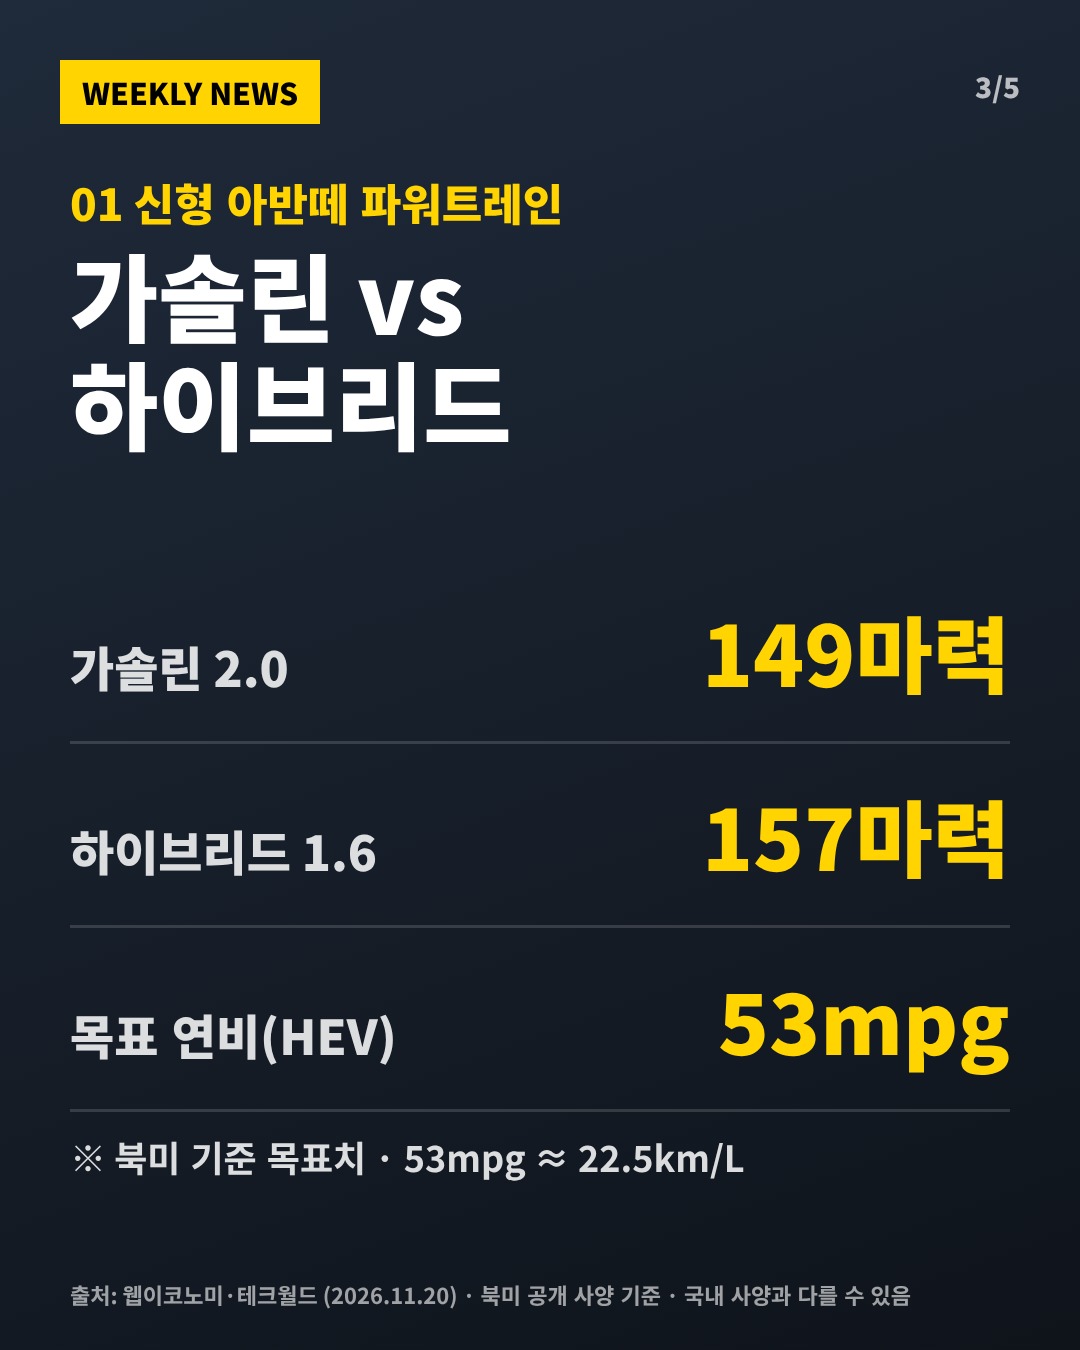 WEEKLY NEWS
3/5
01 신형 아반떼 파워트레인
가솔린 vs
하이브리드
가솔린 2.0
149마력
하이브리드 1.6
157마력
목표 연비(HEV)
53mpg
※ 북미 기준 목표치 · 53mpg ≈ 22.5km/L
출처: 웹이코노미·테크월드 (2026.11.20) · 북미 공개 사양 기준 · 국내 사양과 다를 수 있음